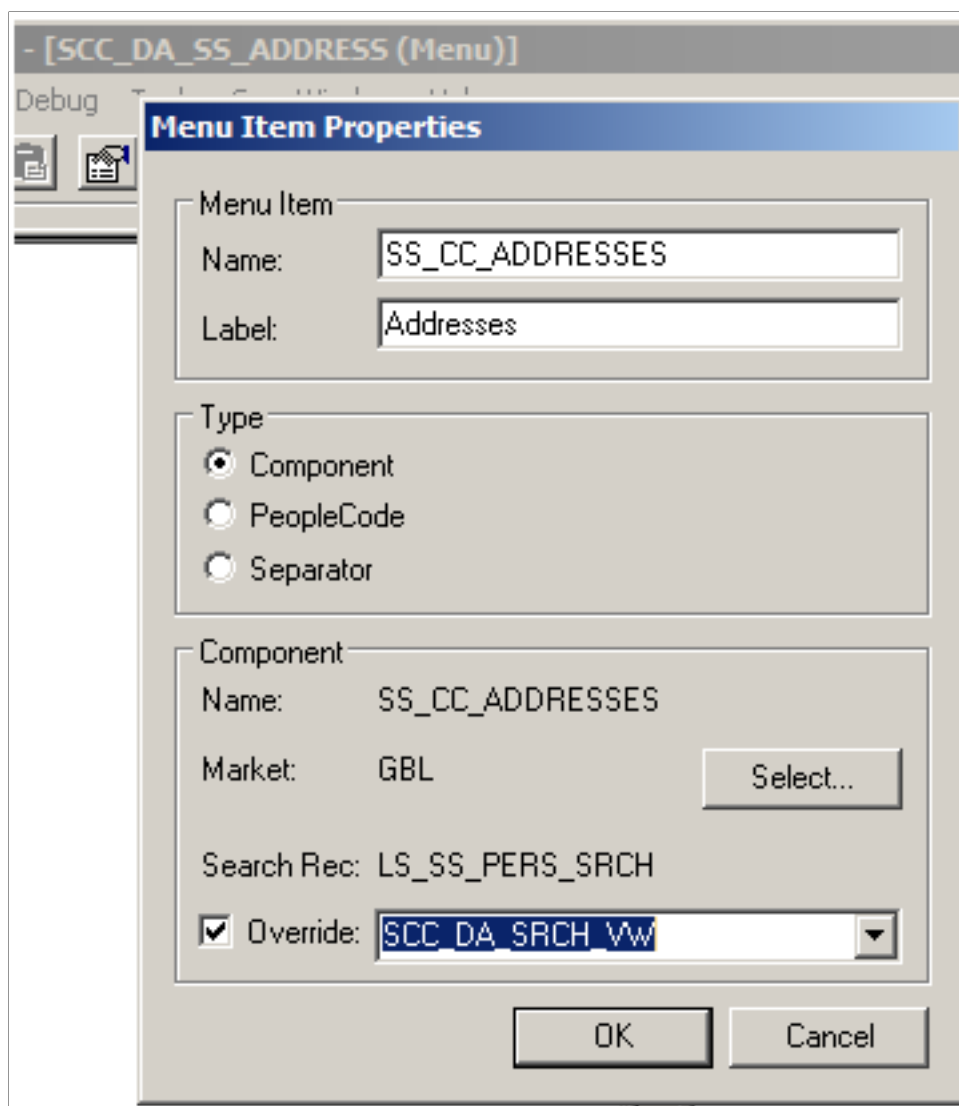 - [SCC_DA_SS_ADDRESS (Menu)]
Debug
Menu Item Properties
Menu Item
Name: SS_CC_ADDRESSES
Label: Addresses
Type
Component
PeopleCode
Separator
Component
Name: SS_CC_ADDRESSES
Market: GBL
Select...
Search Rec: LS_SS_PERS_SRCH
Override: SCC_DA_SRCH_VW
OK Cancel